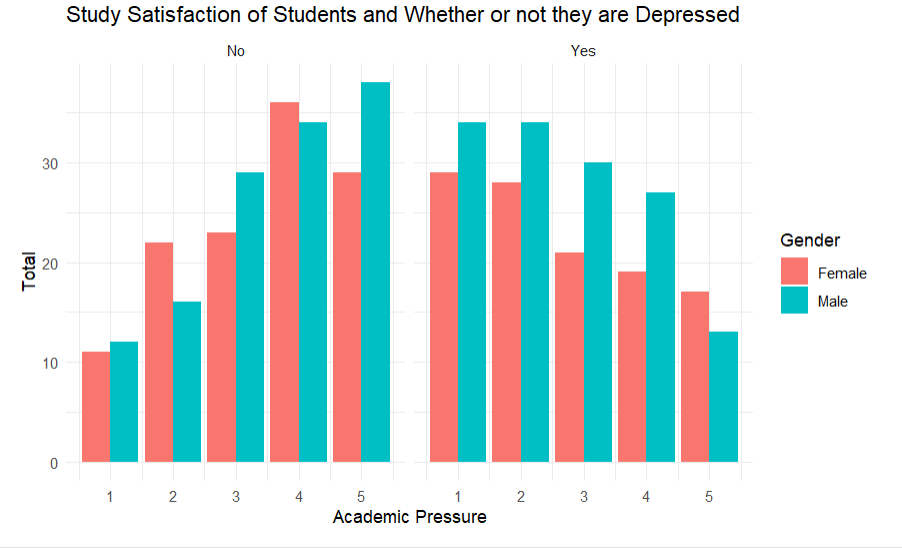 Study Satisfaction of Students and Whether or not they are Depressed
No
Yes
Total
30
20
10
0
1 2 3 4 5
1 2 3 4 5
Academic Pressure
Gender
Female
Male